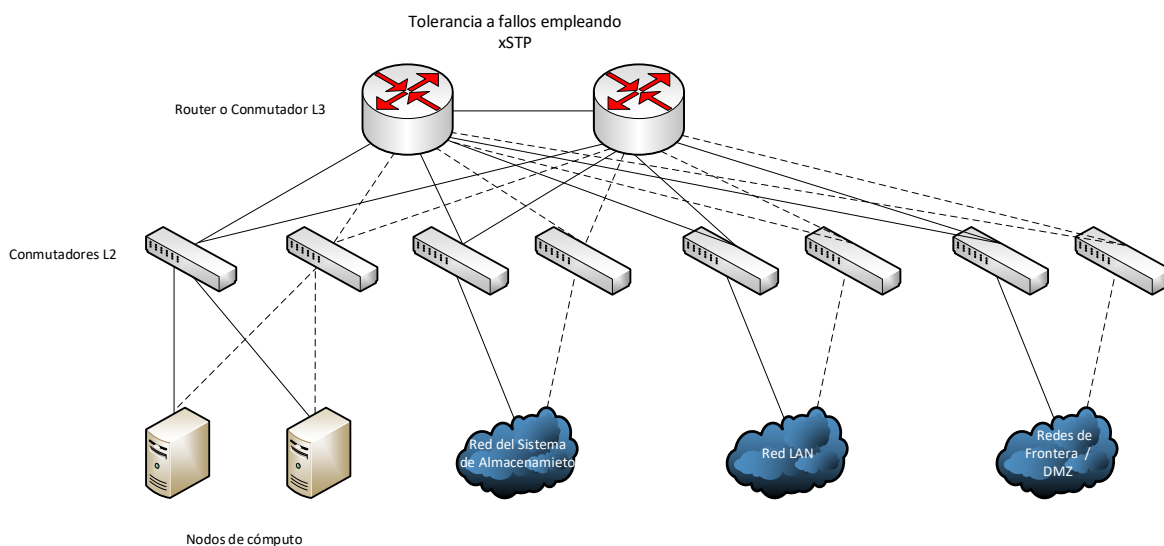 Tolerancia a fallos empleando
xSTP
Router o Conmutador L3
Conmutadores L2
Red del Sistema
de Almacenamieto
Red LAN
Redes de
Frontera /
DMZ
Nodos de cómputo